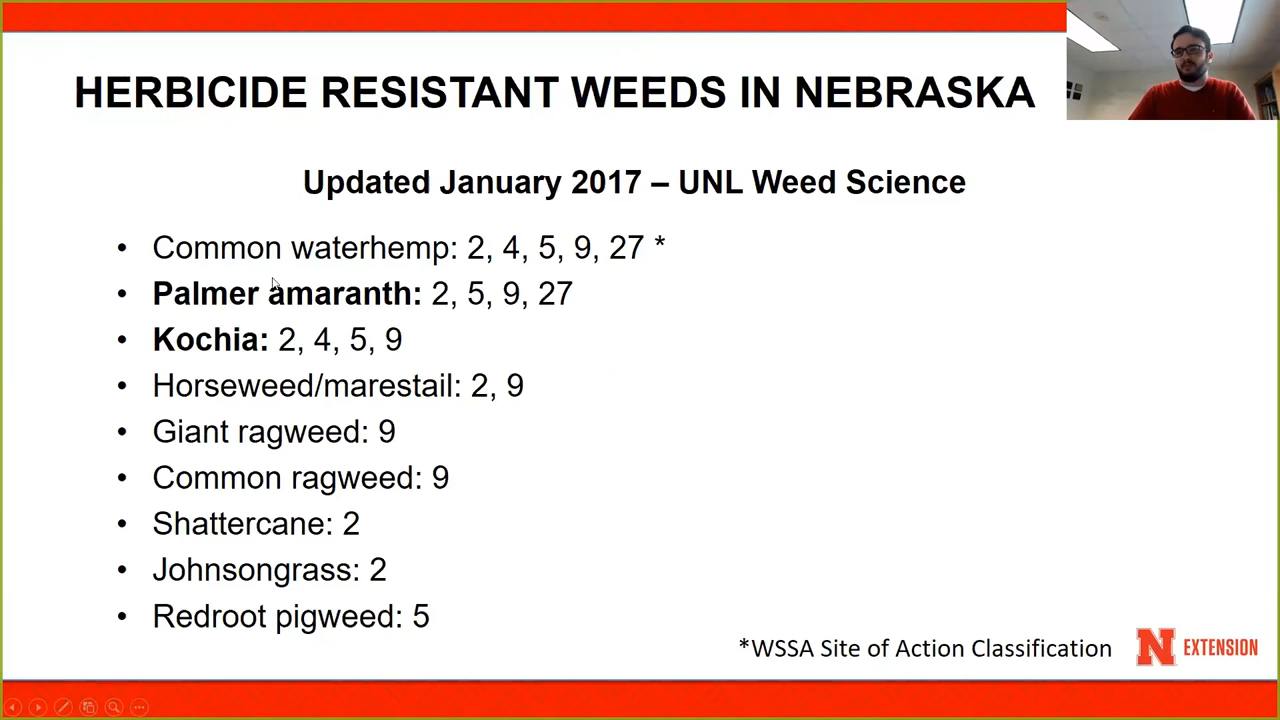 HERBICIDE RESISTANT WEEDS IN NEBRASKA
Updated January 2017 – UNL Weed Science
• Common waterhemp: 2, 4, 5, 9, 27 *
• Palmer amaranth: 2, 5, 9, 27
• Kochia: 2, 4, 5, 9
• Horseweed/marestail: 2, 9
• Giant ragweed: 9
• Common ragweed: 9
• Shattercane: 2
• Johnsongrass: 2
• Redroot pigweed: 5
*WSSA Site of Action Classification
N EXTENSION